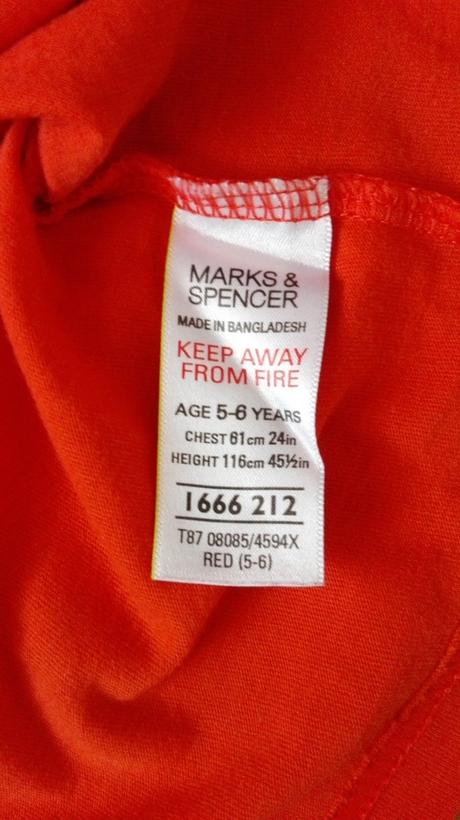 MARKS &
SPENCER
MADE IN BANGLADESH
KEEP AWAY
FROM FIRE
AGE 5-6 YEARS
CHEST 61cm 24in
HEIGHT 116cm 45½in
1666 212
T87 08085/4594X
RED (5-6)